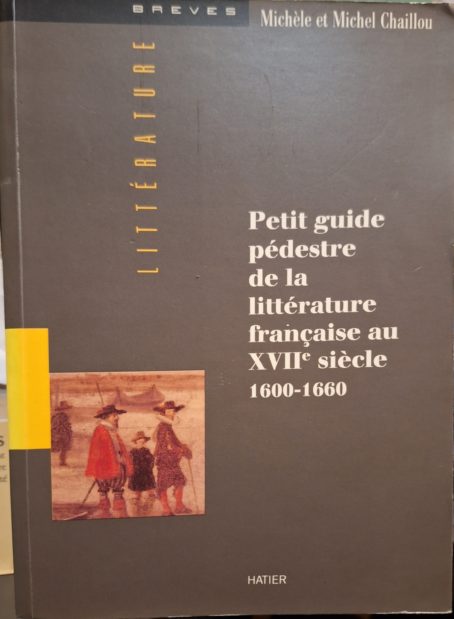 BREVES
Michèle et Michel Chaillou
LITTÉRATURE
Petit guide
pédestre
de la
littérature
française au
XVIIe siècle
1600-1660
HATIER